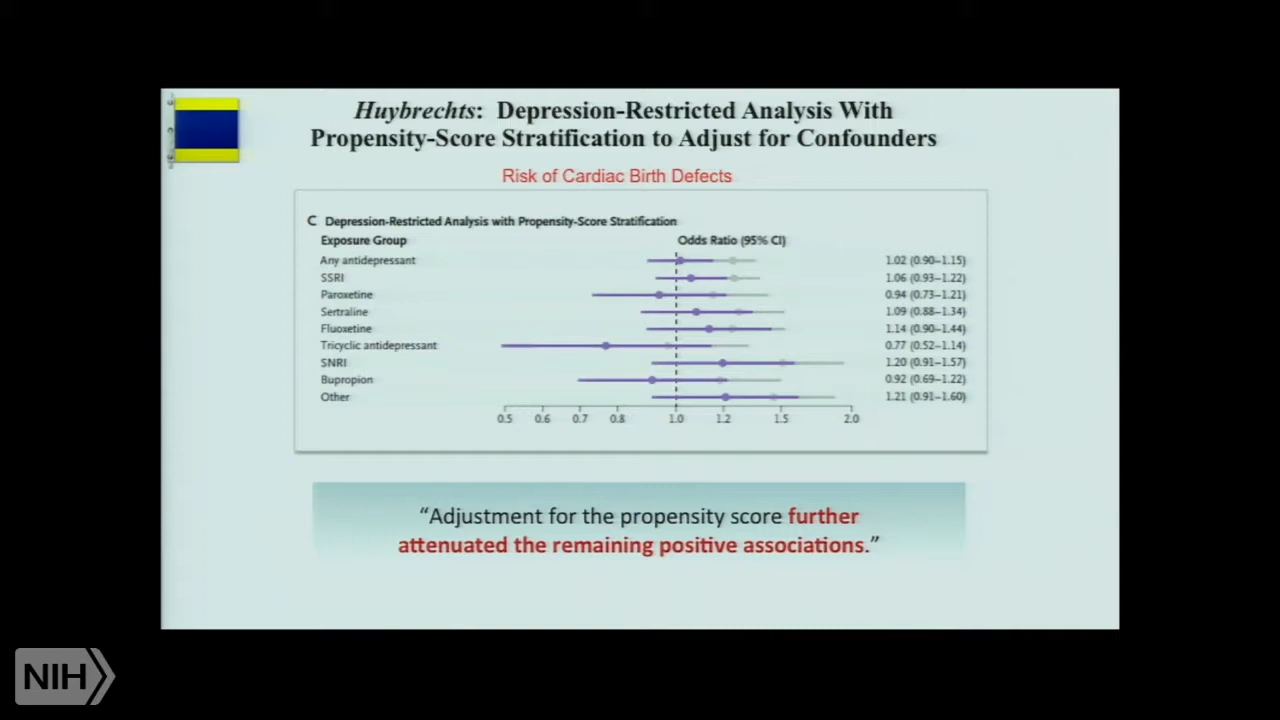 Huybrechts: Depression-Restricted Analysis With
Propensity-Score Stratification to Adjust for Confounders
Risk of Cardiac Birth Defects
C Depression-Restricted Analysis with Propensity-Score Stratification
Exposure Group Odds Ratio (95% CI)
Any antidepressant 1.02 (0.90–1.15)
SSRI 1.06 (0.93–1.22)
Paroxetine 0.94 (0.73–1.21)
Sertraline 1.09 (0.88–1.34)
Fluoxetine 1.14 (0.90–1.44)
Tricyclic antidepressant 0.77 (0.52–1.14)
SNRI 1.20 (0.91–1.57)
Bupropion 0.92 (0.69–1.22)
Other 1.21 (0.91–1.60)
0.5 0.6 0.7 0.8 1.0 1.2 1.5 2.0
“Adjustment for the propensity score further
attenuated the remaining positive associations.”
NIH